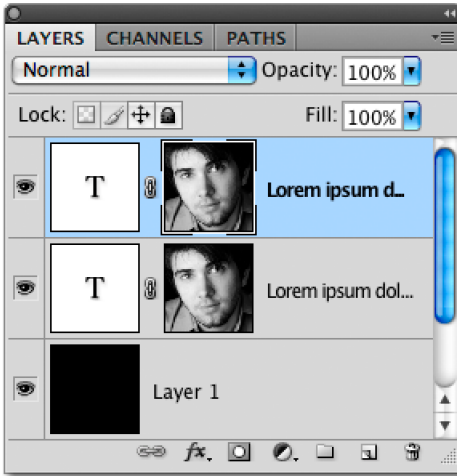 LAYERS CHANNELS PATHS
Normal Opacity: 100%
Lock: Fill: 100%
T Lorem ipsum d...
T Lorem ipsum dol...
Layer 1
fx.